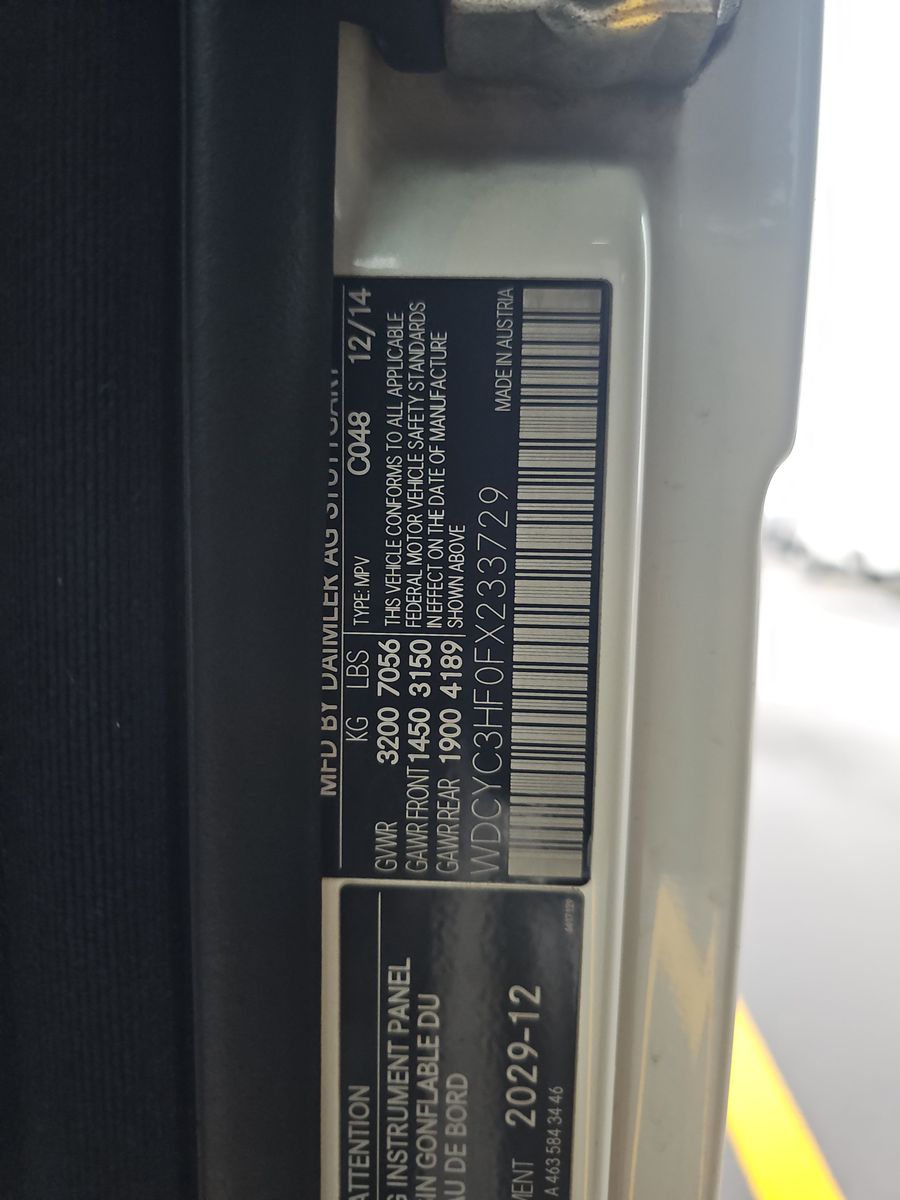 MFD BY DAIMLER AG STUTTGART
KG LBS
GVWR 3200 7056
GAWR FRONT 1450 3150
GAWR REAR 1900 4189
TYPE: MPV C048 12/14
THIS VEHICLE CONFORMS TO ALL APPLICABLE
FEDERAL MOTOR VEHICLE SAFETY STANDARDS
IN EFFECT ON THE DATE OF MANUFACTURE
SHOWN ABOVE
WDCYC3HF0FX233729
MADE IN AUSTRIA
ATTENTION
G INSTRUMENT PANEL
IN GONFLABLE DU
AU DE BORD
MENT 2029-12
A 463 584 34 46